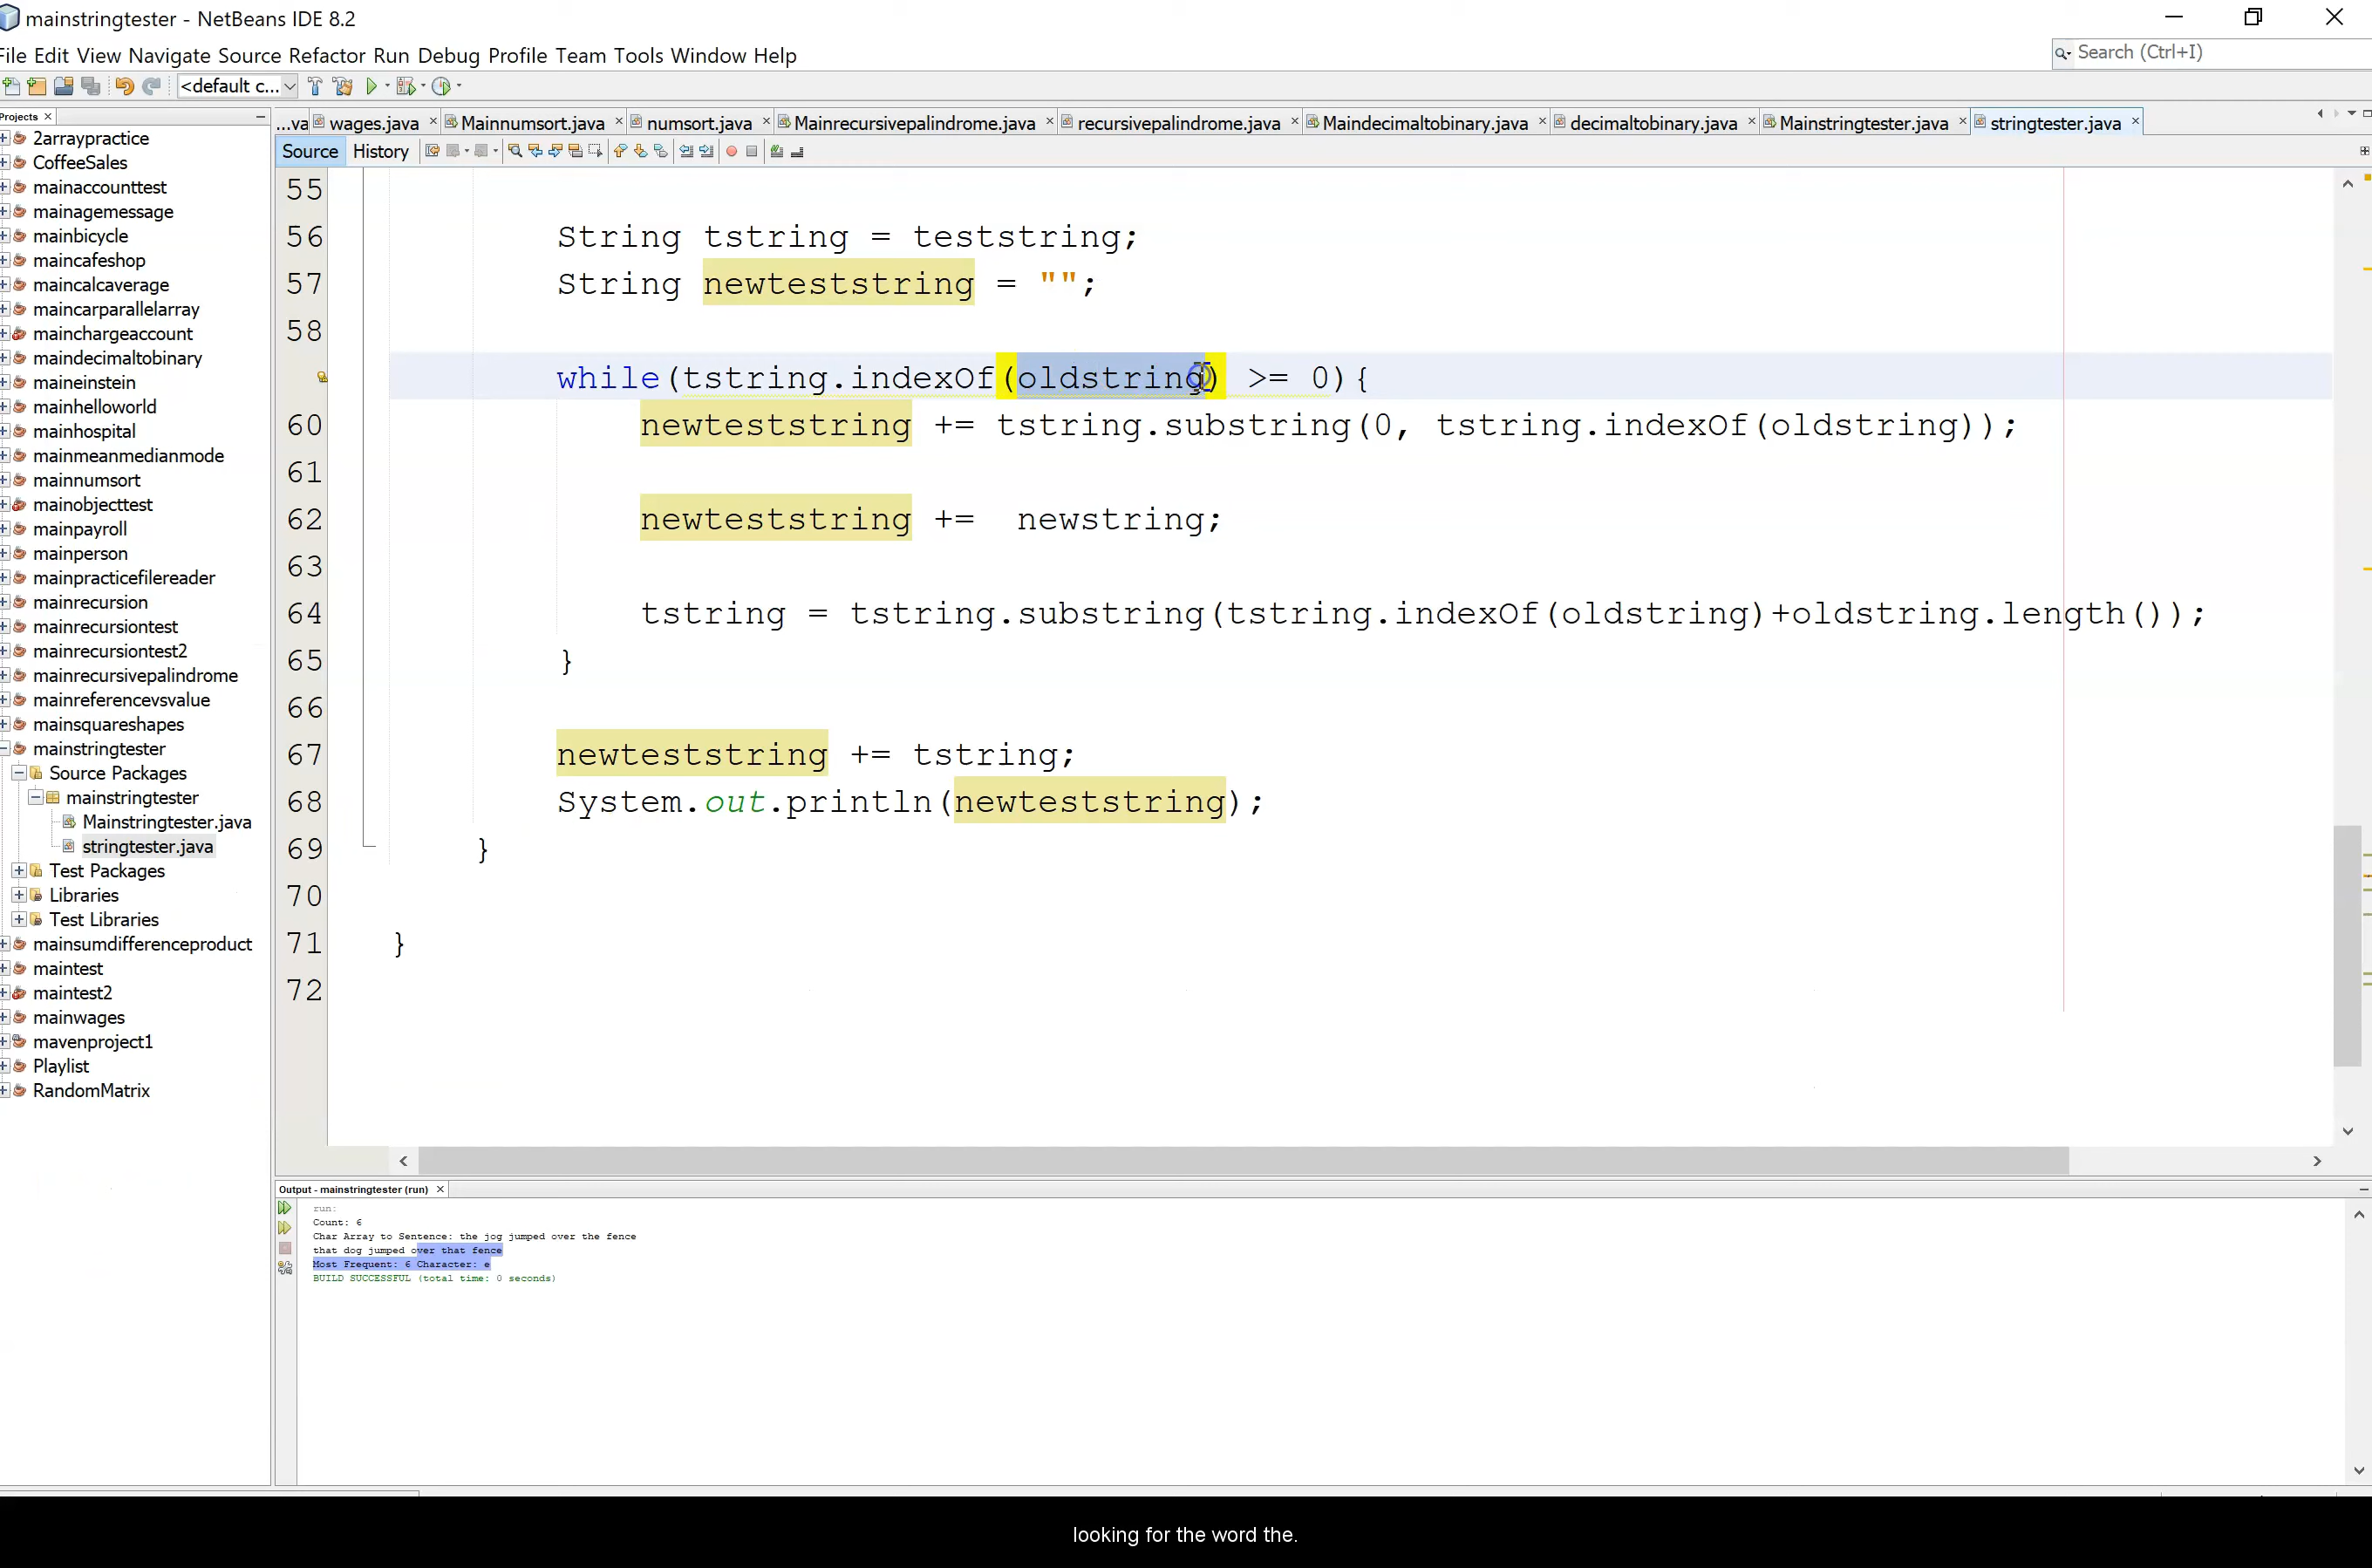 mainstringtester - NetBeans IDE 8.2
File Edit View Navigate Source Refactor Run Debug Profile Team Tools Window Help
Search (Ctrl+I)
<default c...
Projects
...va wages.java Mainnumsort.java numsort.java Mainrecursivepalindrome.java recursivepalindrome.java Maindecimaltobinary.java decimaltobinary.java Mainstringtester.java stringtester.java
Source History
2arraypractice
CoffeeSales
mainaccounttest
mainagemessage
mainbicycle
maincafeshop
maincalcaverage
maincarparallelarray
mainchargeaccount
maindecimaltobinary
maineinstein
mainhelloworld
mainhospital
mainmeanmedianmode
mainnumsort
mainobjecttest
mainpayroll
mainperson
mainpracticefilereader
mainrecursion
mainrecursiontest
mainrecursiontest2
mainrecursivepalindrome
mainreferencevsvalue
mainsquareshapes
mainstringtester
Source Packages
mainstringtester
Mainstringtester.java
stringtester.java
Test Packages
Libraries
Test Libraries
mainsumdifferenceproduct
maintest
maintest2
mainwages
mavenproject1
Playlist
RandomMatrix
55
56 String tstring = teststring;
57 String newteststring = "";
58
while(tstring.indexOf(oldstring) >= 0){
60 newteststring += tstring.substring(0, tstring.indexOf(oldstring));
61
62 newteststring += newstring;
63
64 tstring = tstring.substring(tstring.indexOf(oldstring)+oldstring.length());
65 }
66
67 newteststring += tstring;
68 System.out.println(newteststring);
69 }
70
71 }
72
Output - mainstringtester (run)
run:
Count: 6
Char Array to Sentence: the jog jumped over the fence
that dog jumped over that fence
Most Frequent: 6 Character: e
BUILD SUCCESSFUL (total time: 0 seconds)
looking for the word the.